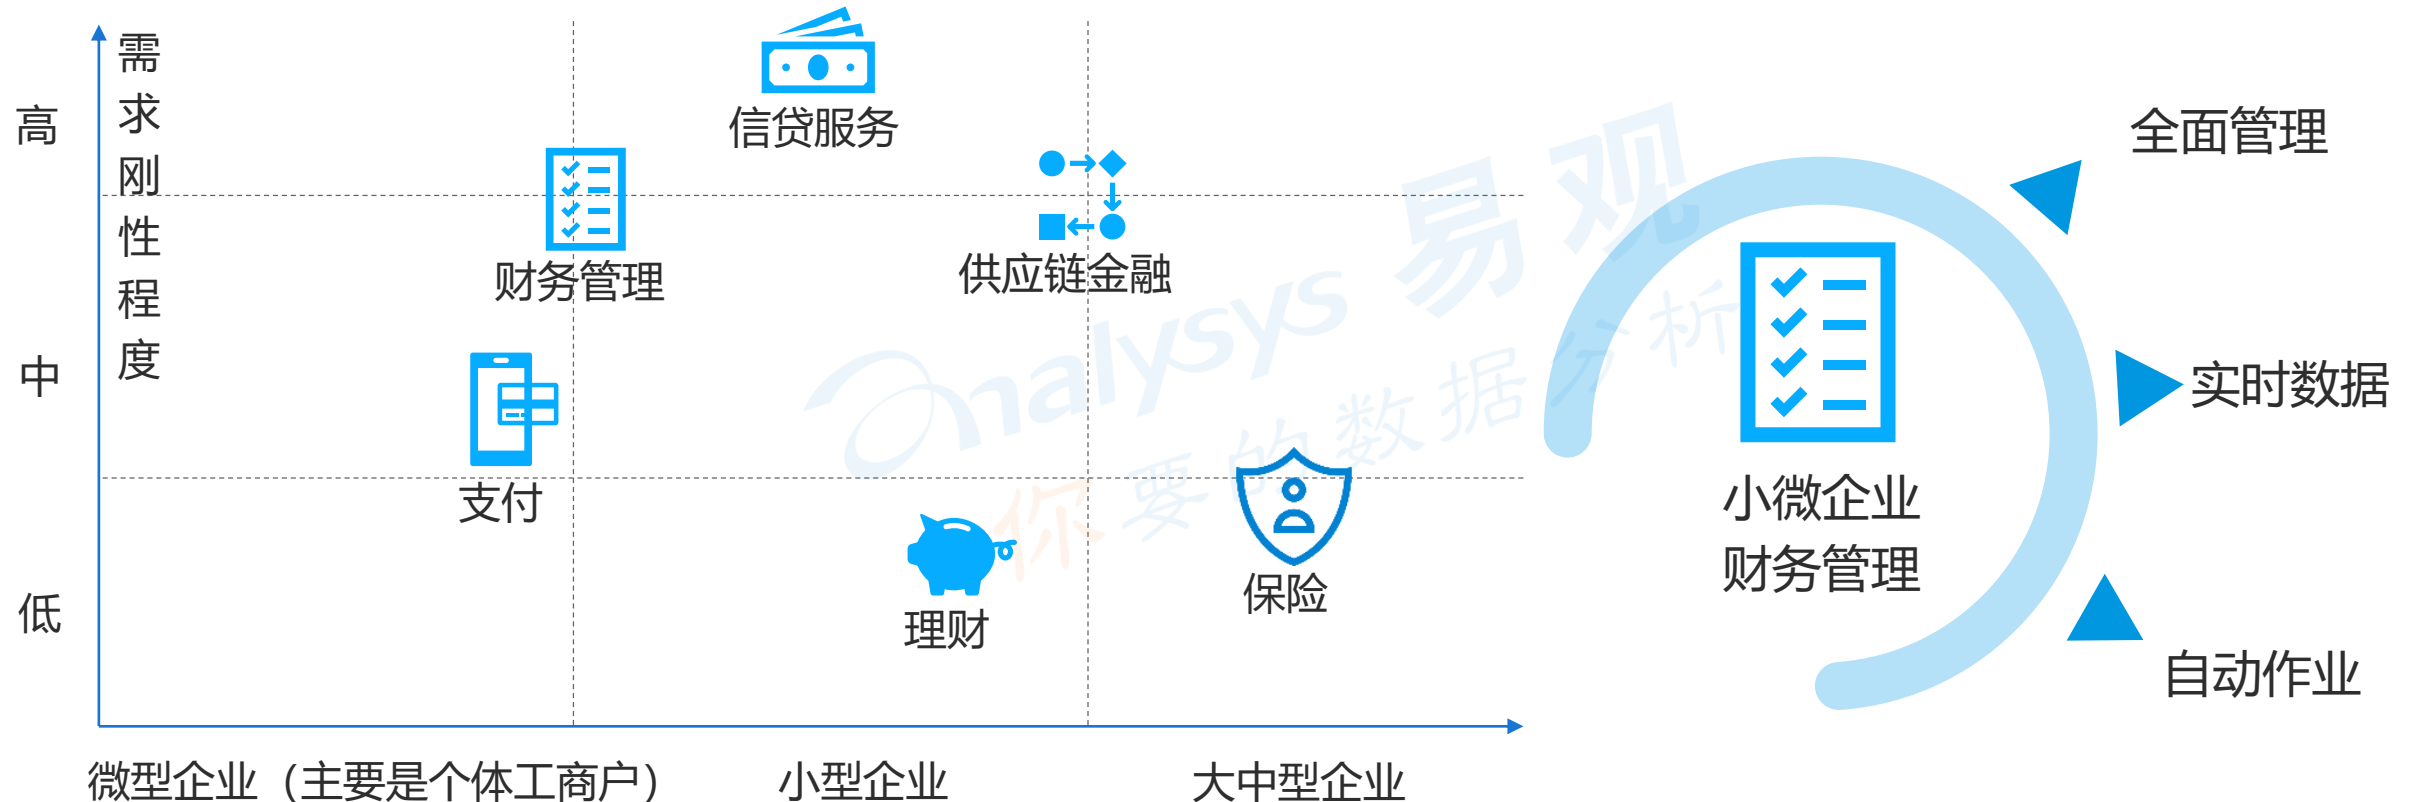 需求刚性程度
高
中
低
信贷服务
财务管理
供应链金融
支付
理财
保险
微型企业（主要是个体工商户）
小型企业
大中型企业
analysys 易观
你要的数据分析
小微企业
财务管理
全面管理
实时数据
自动作业